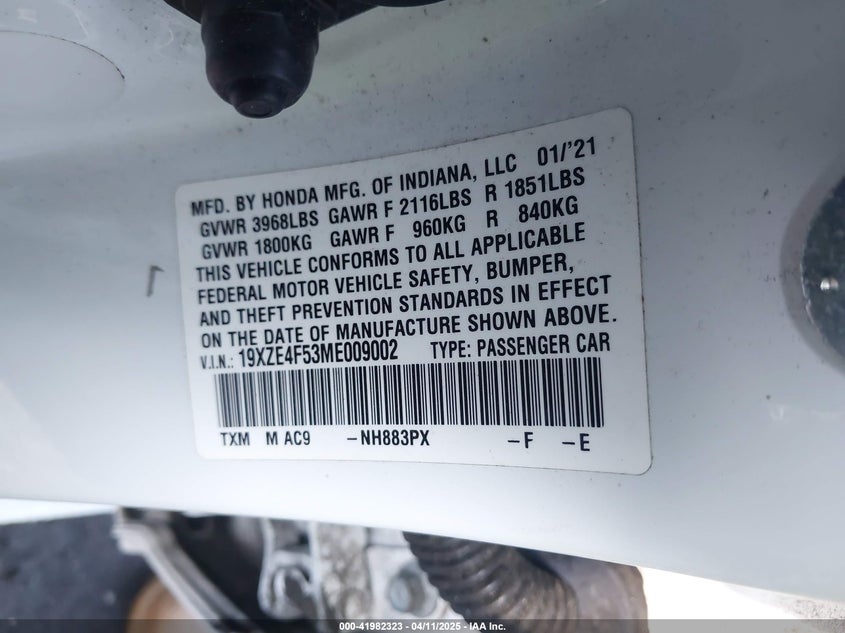 MFD. BY HONDA MFG. OF INDIANA, LLC 01/'21
GVWR 3968LBS GAWR F 2116LBS R 1851LBS
GVWR 1800KG GAWR F 960KG R 840KG
THIS VEHICLE CONFORMS TO ALL APPLICABLE
FEDERAL MOTOR VEHICLE SAFETY, BUMPER,
AND THEFT PREVENTION STANDARDS IN EFFECT
ON THE DATE OF MANUFACTURE SHOWN ABOVE.
V.I.N.: 19XZE4F53ME009002 TYPE: PASSENGER CAR
TXM M AC9 -NH883PX -F -E
000-41982323 - 04/11/2025 - IAA Inc.